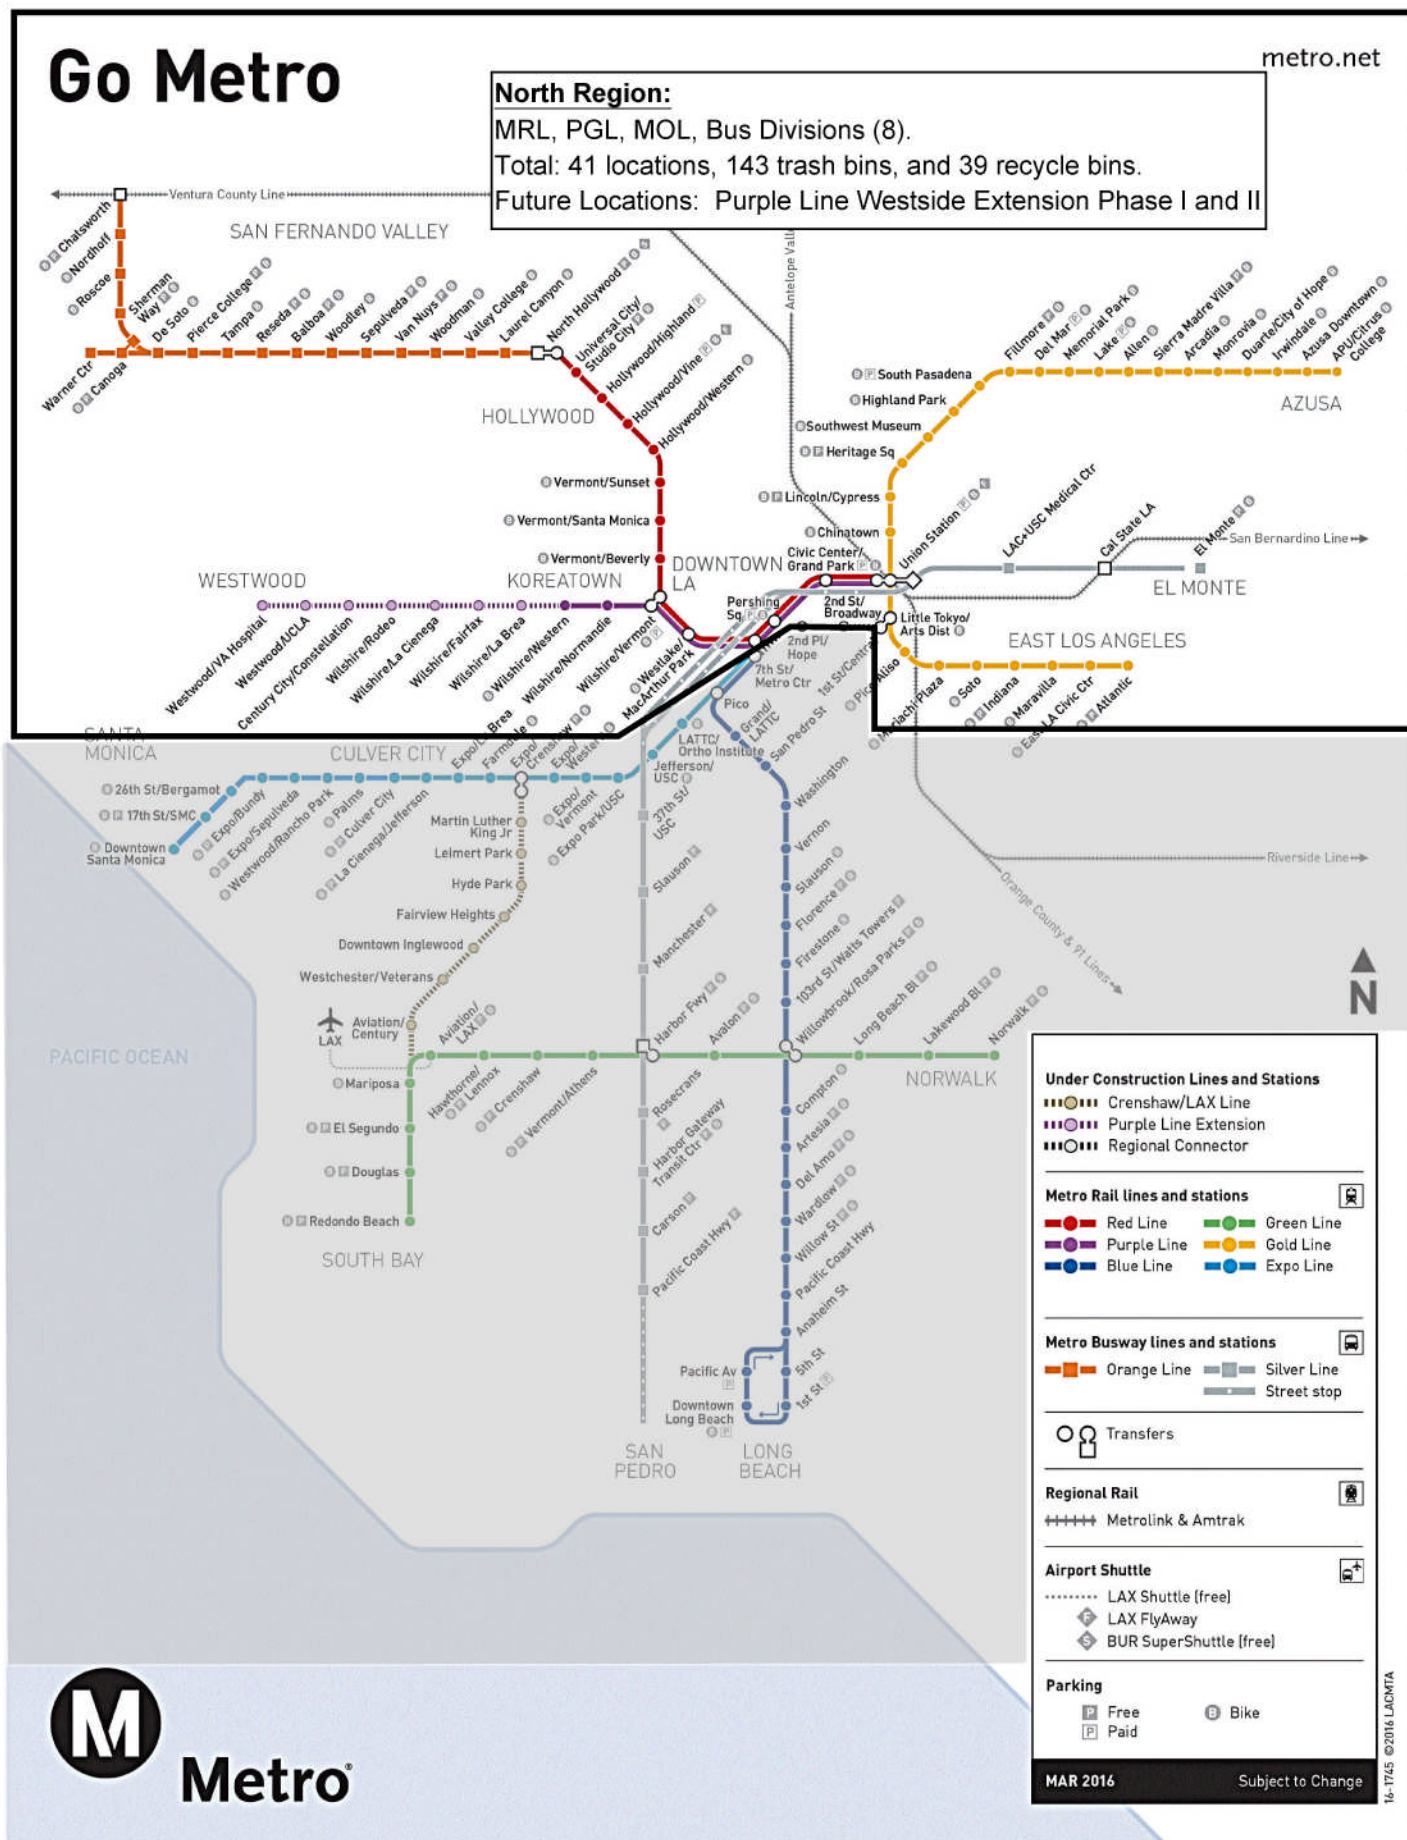 Go Metro
metro.net
North Region:
MRL, PGL, MOL, Bus Divisions (8).
Total: 41 locations, 143 trash bins, and 39 recycle bins.
Future Locations: Purple Line Westside Extension Phase I and II
Ventura County Line
SAN FERNANDO VALLEY
Antelope Vall
B P Chatsworth
B Nordhoff
B Roscoe
Sherman
Way P B
Warner Ctr
B P Canoga
De Soto B
Pierce College P B
Tampa B
Reseda P B
Balboa P B
Woodley B
Sepulveda P B
Van Nuys P B
Woodman B
Valley College B
Laurel Canyon B
North Hollywood P B S
Universal City/
Studio City P B
Hollywood/Highland P
Hollywood/Vine P B F
Hollywood/Western B
HOLLYWOOD
B Vermont/Sunset
B Vermont/Santa Monica
B Vermont/Beverly
Fillmore P B
Del Mar P B
Memorial Park B
Lake P B
Allen B
Sierra Madre Villa P B
Arcadia B
Monrovia B
Duarte/City of Hope B
Irwindale B
Azusa Downtown B
APU/Citrus B
College
AZUSA
B P South Pasadena
B Highland Park
B Southwest Museum
B P Heritage Sq
B P Lincoln/Cypress
B Chinatown
Union Station P B F
LAC+USC Medical Ctr
Cal State LA
El Monte P B
San Bernardino Line
EL MONTE
WESTWOOD
KOREATOWN
DOWNTOWN
LA
Civic Center/
Grand Park P B
Pershing
Sq P B
2nd St/
Broadway
Little Tokyo/
Arts Dist B
EAST LOS ANGELES
Westwood/VA Hospital
Westwood/UCLA
Century City/Constellation
Wilshire/Rodeo
Wilshire/La Cienega
Wilshire/Fairfax
Wilshire/La Brea
B Wilshire/Western
Wilshire/Normandie
Wilshire/Vermont
B P
B Westlake/
MacArthur Park
2nd Pl/
Hope
7th St/
Metro Ctr
1st St/Central
B Pico/Aliso
B Mariachi Plaza
B Soto
B P Indiana
B Maravilla
B East LA Civic Ctr
B P Atlantic
SANTA
MONICA
CULVER CITY
Expo/La Brea
Farmdale B
Expo/
Crenshaw P B
Expo/
Western B
Pico
Grand/
LATTC
San Pedro St
LATTC/
Ortho Institute
Jefferson/
USC B
Washington
B 26th St/Bergamot
B P 17th St/SMC
B Downtown
Santa Monica
B P Expo/Bundy
B P Expo/Sepulveda
B Westwood/Rancho Park
B Palms
B P Culver City
B P La Cienega/Jefferson
B Expo/
Vermont
B Expo Park/USC
Martin Luther
King Jr
Leimert Park
Hyde Park
Fairview Heights
Downtown Inglewood
Westchester/Veterans
Aviation/
Century
LAX
37th St/
USC
Slauson P
Manchester P
Vernon
Slauson B
Florence P B
Firestone B
103rd St/Watts Towers P
Willowbrook/Rosa Parks P B
Riverside Line
Orange County & 91 Lines
N
PACIFIC OCEAN
Aviation/
LAX P B
Harbor Fwy P B
Avalon P B
Long Beach Bl P B
Lakewood Bl P B
Norwalk P B
NORWALK
B Mariposa
B P El Segundo
B P Douglas
B P Redondo Beach
SOUTH BAY
Hawthorne/
B P Lennox
B P Crenshaw
B P Vermont/Athens
Rosecrans
P
Harbor Gateway
Transit Ctr P B
Carson P
Pacific Coast Hwy P
Compton B
Artesia P B
Del Amo P B
Wardlow P B
Willow St P B
Pacific Coast Hwy
Anaheim St
5th St
1st St P
Pacific Av
P
Downtown
Long Beach
B P
SAN
PEDRO
LONG
BEACH
Under Construction Lines and Stations
Crenshaw/LAX Line
Purple Line Extension
Regional Connector
Metro Rail lines and stations
Red Line
Green Line
Purple Line
Gold Line
Blue Line
Expo Line
Metro Busway lines and stations
Orange Line
Silver Line
Street stop
Transfers
Regional Rail
Metrolink & Amtrak
Airport Shuttle
LAX Shuttle (free)
F LAX FlyAway
S BUR SuperShuttle (free)
Parking
P Free
B Bike
P Paid
MAR 2016
Subject to Change
16-1745 ©2016 LACMTA
M
Metro®